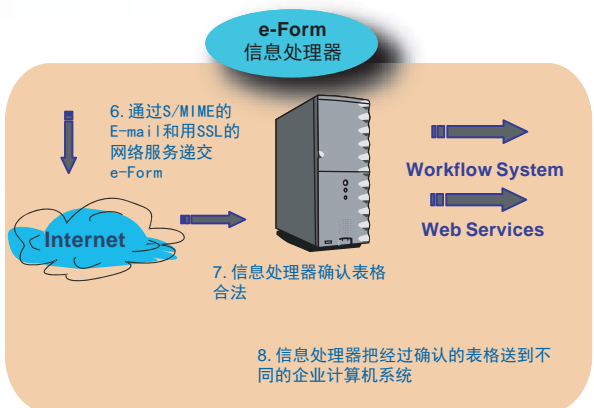 e-Form
信息处理器
6.通过S/MIME的
E-mail和用SSL的
网络服务递交
e-Form
Workflow System
Internet
Web Services
7.信息处理器确认表格
合法
8.信息处理器把经过确认的表格送到不
同的企业计算机系统